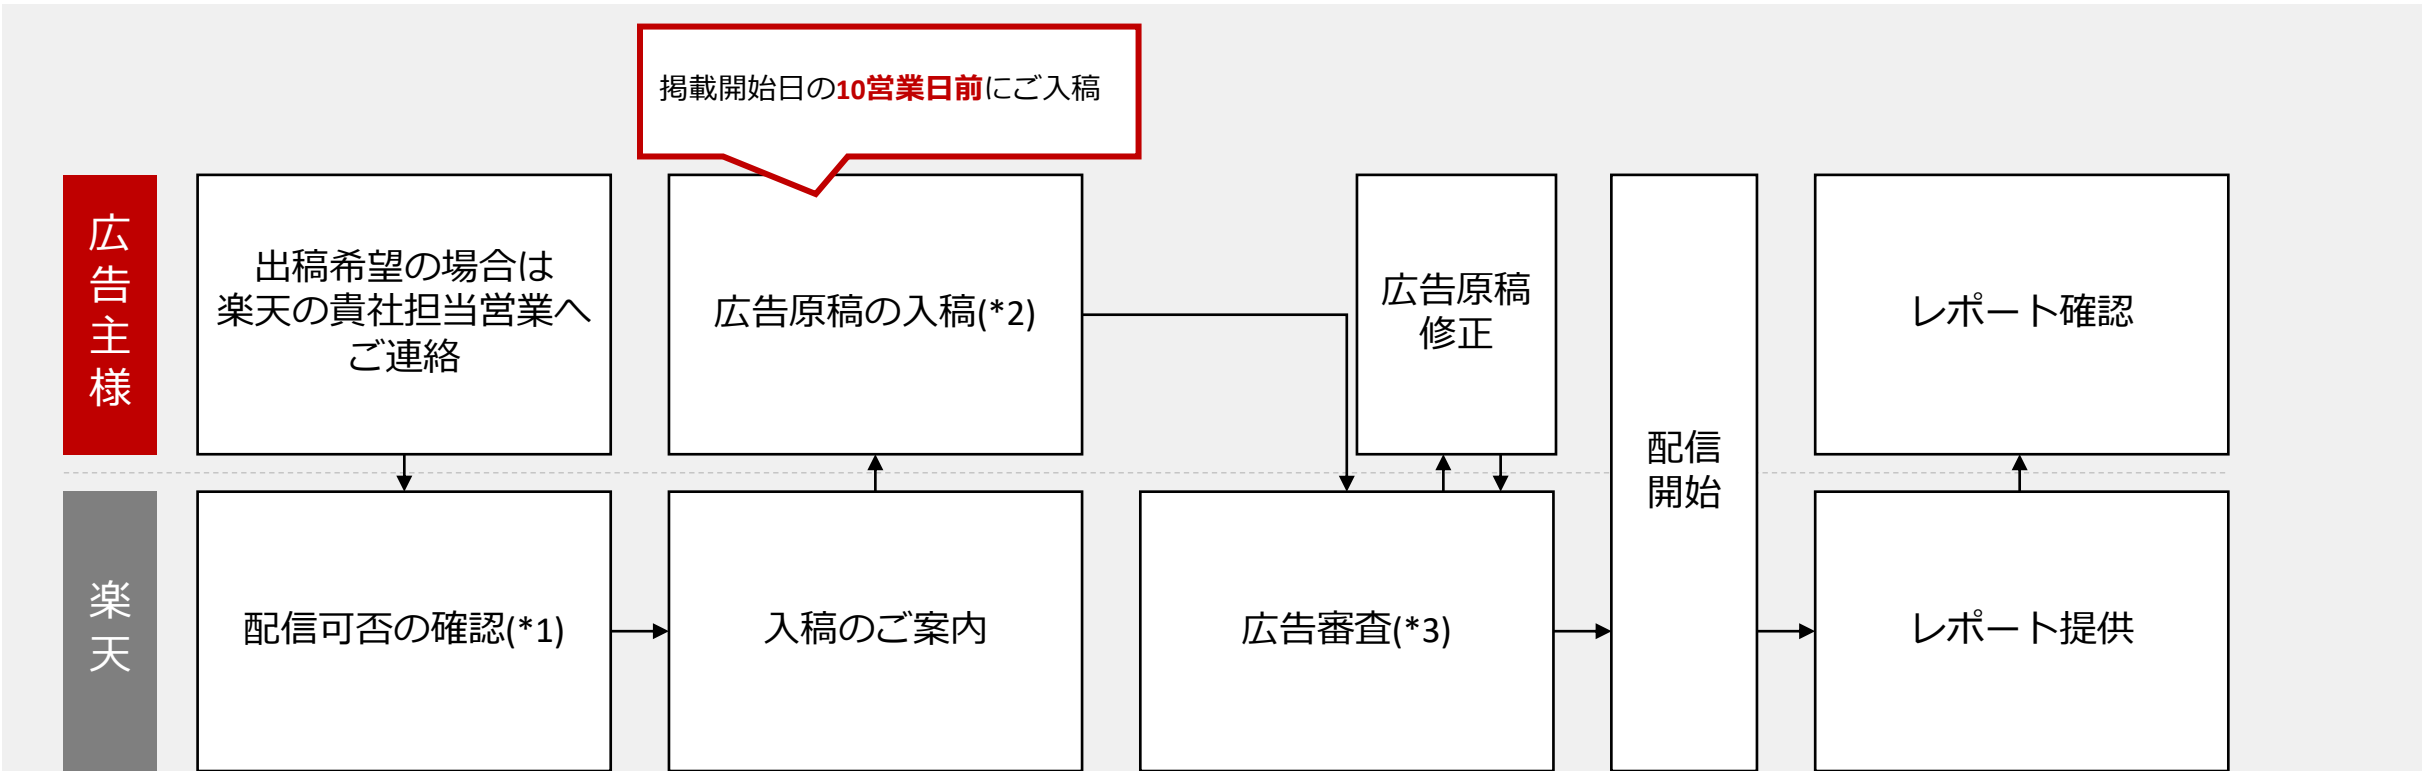 掲載開始日の10営業日前にご入稿
広告主様
出稿希望の場合は
楽天の貴社担当営業へ
ご連絡
広告原稿の入稿(*2)
広告原稿
修正
配信
開始
レポート確認
楽天
配信可否の確認(*1)
入稿のご案内
広告審査(*3)
レポート提供